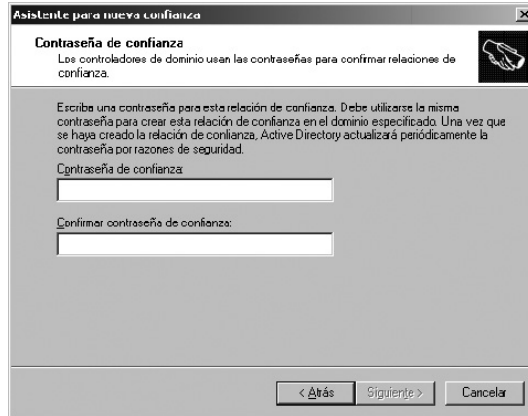 Asistente para nueva confianza
Contraseña de confianza
Los controladores de dominio usan las contraseñas para confirmar relaciones de
confianza.
Escriba una contraseña para esta relación de confianza. Debe utilizarse la misma
contraseña para crear esta relación de confianza en el dominio especificado. Una vez que
se haya creado la relación de confianza, Active Directory actualizará periódicamente la
contraseña por razones de seguridad.
Contraseña de confianza:
Confirmar contraseña de confianza:
< Atrás Siguiente > Cancelar